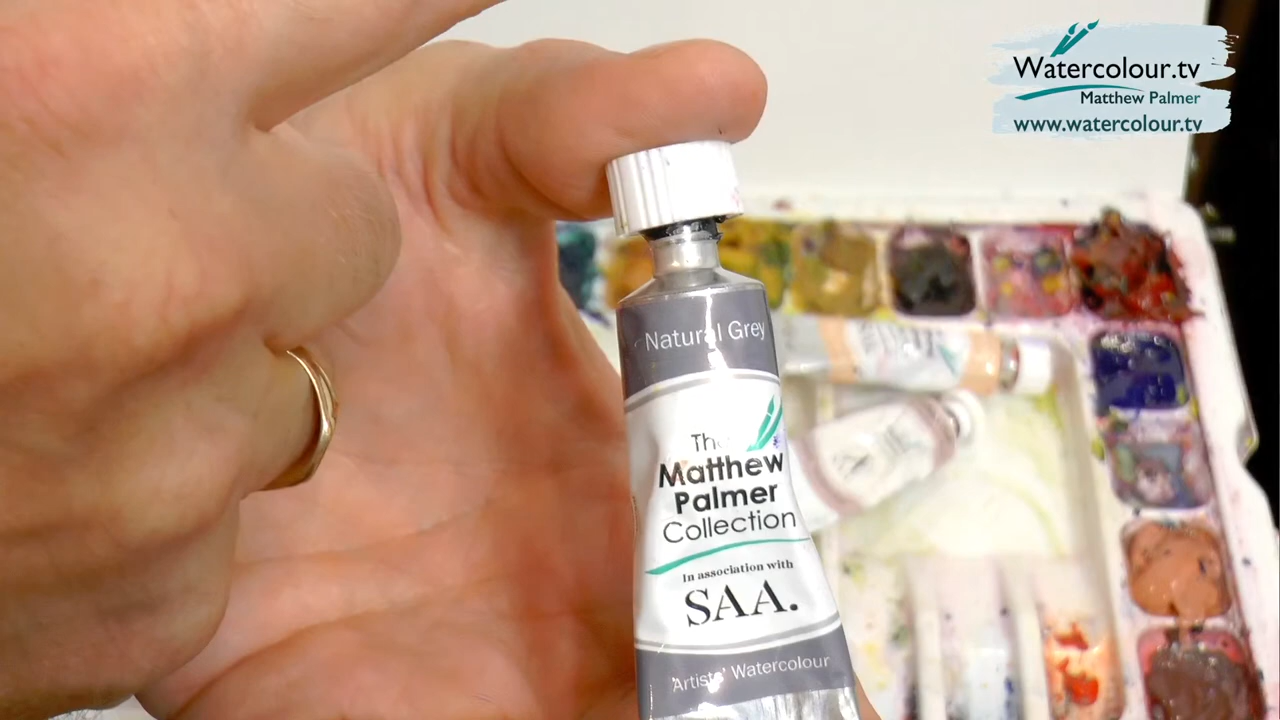 Watercolour.tv
Matthew Palmer
www.watercolour.tv
Natural Grey
The
Matthew
Palmer
Collection
In association with
SAA.
Artists' Watercolour